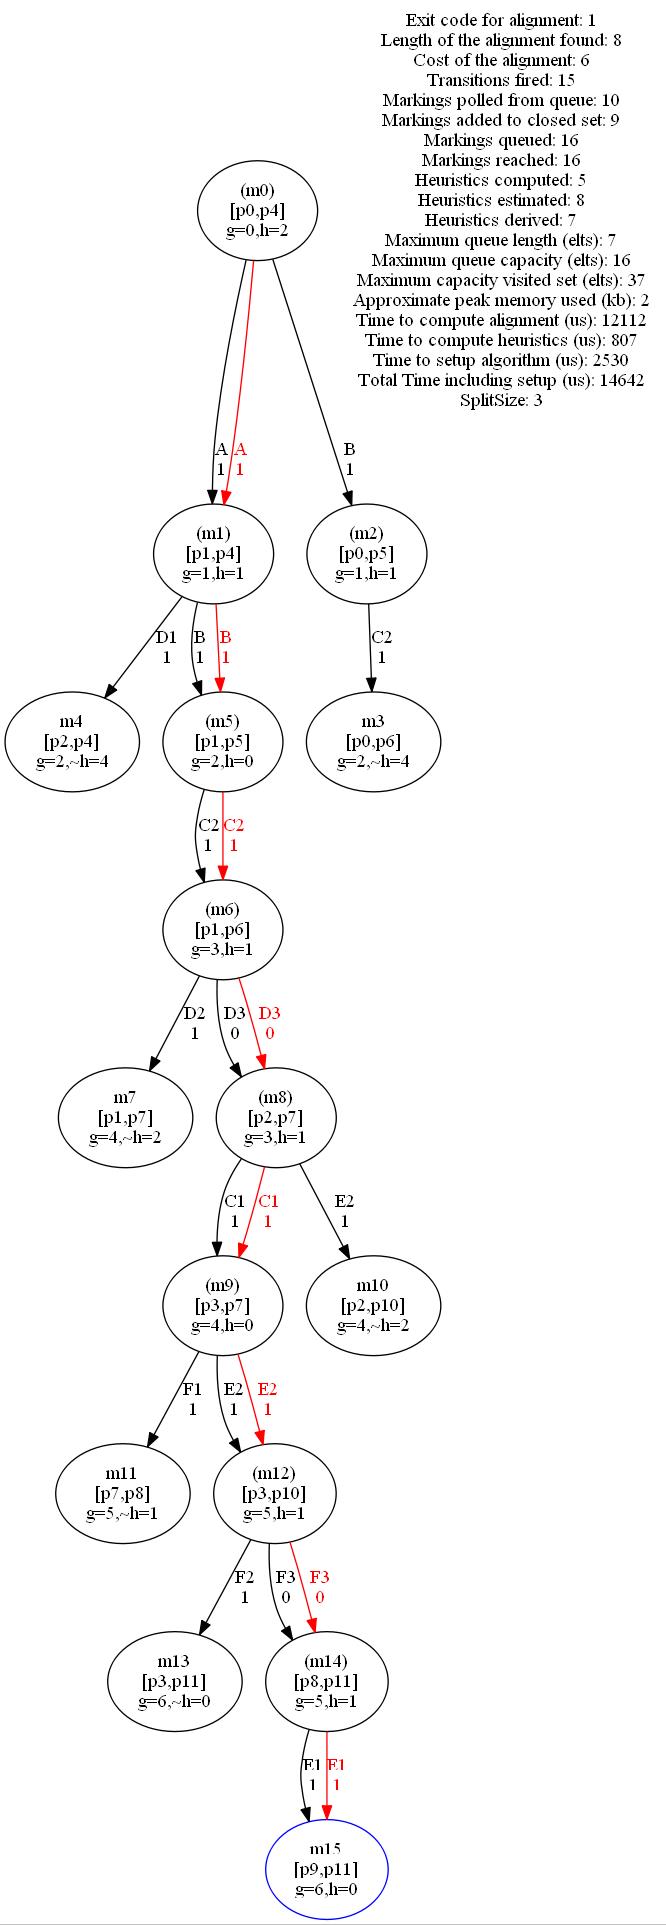 Exit code for alignment: 1
Length of the alignment found: 8
Cost of the alignment: 6
Transitions fired: 15
Markings polled from queue: 10
Markings added to closed set: 9
Markings queued: 16
Markings reached: 16
Heuristics computed: 5
Heuristics estimated: 8
Heuristics derived: 7
Maximum queue length (elts): 7
Maximum queue capacity (elts): 16
Maximum capacity visited set (elts): 37
Approximate peak memory used (kb): 2
Time to compute alignment (us): 12112
Time to compute heuristics (us): 807
Time to setup algorithm (us): 2530
Total Time including setup (us): 14642
SplitSize: 3
(m0)
[p0,p4]
g=0,h=2
A
1
A
1
B
1
(m1)
[p1,p4]
g=1,h=1
(m2)
[p0,p5]
g=1,h=1
D1
1
B
1
B
1
C2
1
m4
[p2,p4]
g=2,~h=4
(m5)
[p1,p5]
g=2,h=0
m3
[p0,p6]
g=2,~h=4
C2
1
C2
1
(m6)
[p1,p6]
g=3,h=1
D2
1
D3
0
D3
0
m7
[p1,p7]
g=4,~h=2
(m8)
[p2,p7]
g=3,h=1
C1
1
C1
1
E2
1
(m9)
[p3,p7]
g=4,h=0
m10
[p2,p10]
g=4,~h=2
F1
1
E2
1
E2
1
m11
[p7,p8]
g=5,~h=1
(m12)
[p3,p10]
g=5,h=1
F2
1
F3
0
F3
0
m13
[p3,p11]
g=6,~h=0
(m14)
[p8,p11]
g=5,h=1
E1
1
E1
1
m15
[p9,p11]
g=6,h=0